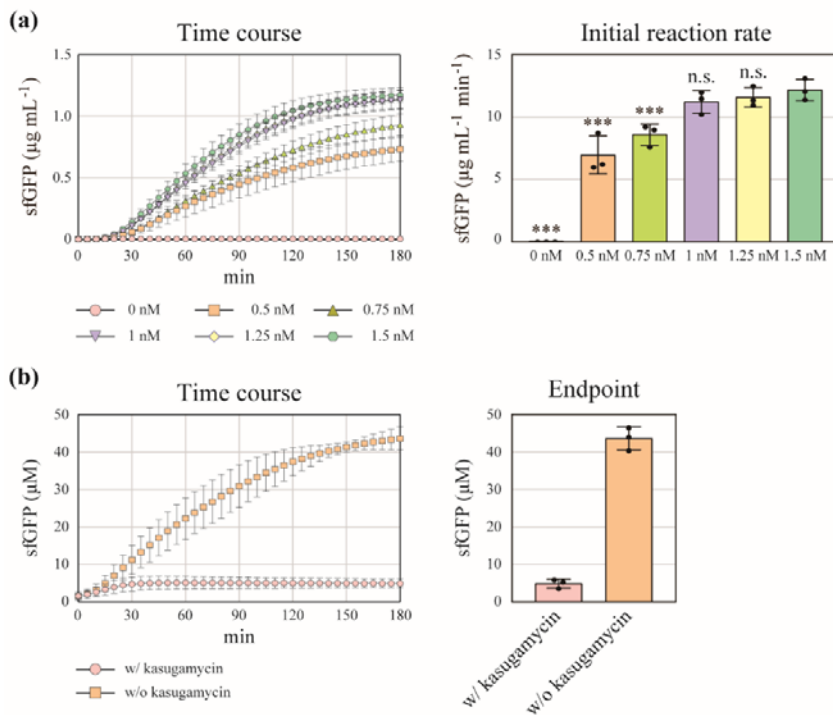 (a)
Time course
sfGFP (µg mL⁻¹)
1.5
1.0
0.5
0
0 30 60 90 120 150 180
min
0 nM 0.5 nM 0.75 nM
1 nM 1.25 nM 1.5 nM
Initial reaction rate
sfGFP (µg mL⁻¹ min⁻¹)
15
10
5
0
*** *** *** n.s. n.s.
0 nM 0.5 nM 0.75 nM 1 nM 1.25 nM 1.5 nM
(b)
Time course
sfGFP (µM)
50
40
30
20
10
0
0 30 60 90 120 150 180
min
w/ kasugamycin
w/o kasugamycin
Endpoint
sfGFP (µM)
50
40
30
20
10
0
w/ kasugamycin
w/o kasugamycin